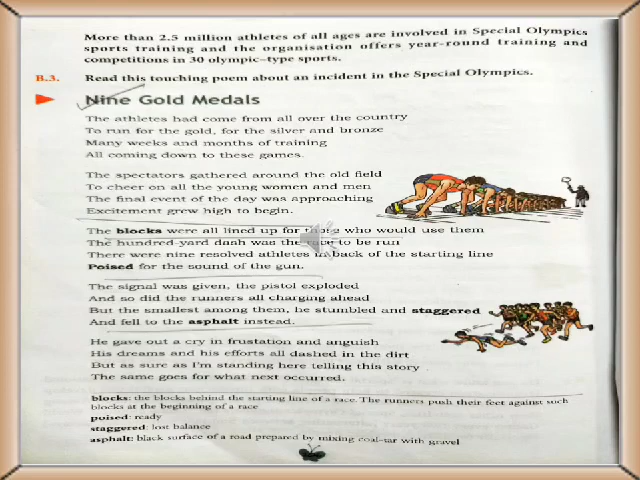 More than 2.5 million athletes of all ages are involved in Special Olympics
sports training and the organisation offers year-round training and
competitions in 30 olympic-type sports.
B.3. Read this touching poem about an incident in the Special Olympics.
Nine Gold Medals
The athletes had come from all over the country
To run for the gold, for the silver and bronze
Many weeks and months of training
All coming down to these games.
The spectators gathered around the old field
To cheer on all the young women and men
The final event of the day was approaching
Excitement grew high to begin.
The blocks were all lined up for those who would use them
The hundred-yard dash was the race to be run
There were nine resolved athletes in back of the starting line
Poised for the sound of the gun.
The signal was given, the pistol exploded
And so did the runners all charging ahead
But the smallest among them, he stumbled and staggered
And fell to the asphalt instead.
He gave out a cry in frustation and anguish
His dreams and his efforts all dashed in the dirt
But as sure as I'm standing here telling this story
The same goes for what next occurred.
blocks: the blocks behind the starting line of a race. The runners push their feet against such
blocks at the beginning of a race
poised: ready
staggered: lost balance
asphalt: black surface of a road prepared by mixing coal-tar with gravel